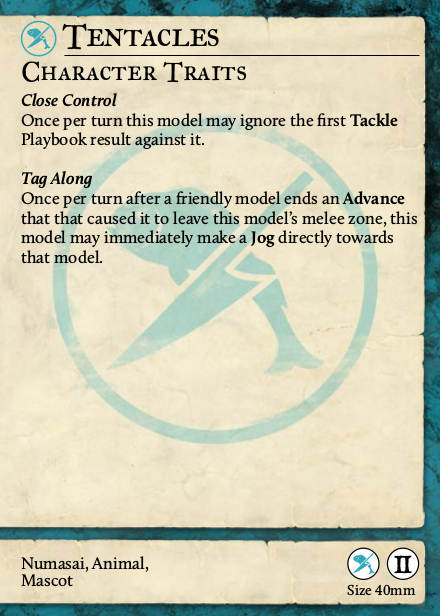 Tentacles
Character Traits
Close Control
Once per turn this model may ignore the first Tackle
Playbook result against it.
Tag Along
Once per turn after a friendly model ends an Advance
that that caused it to leave this model's melee zone, this
model may immediately make a Jog directly towards
that model.
Numasai, Animal,
Mascot
II
Size 40mm